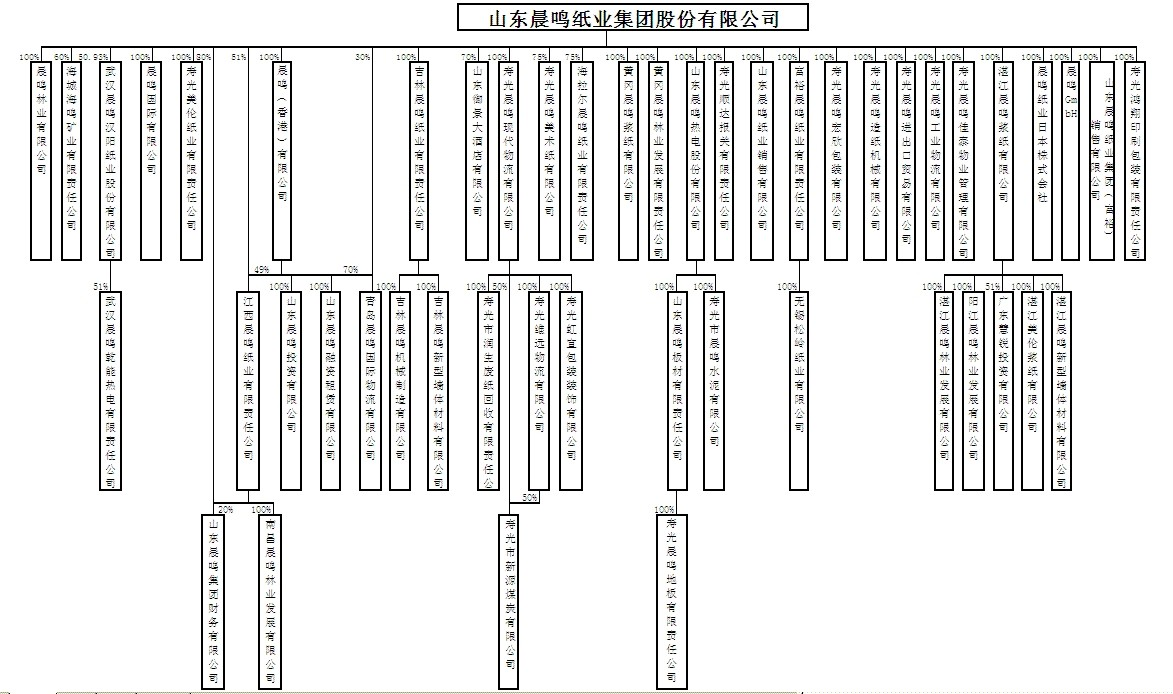 山东晨鸣纸业集团股份有限公司
100% 60% 50.93% 100% 100% 80% 51% 100% 30% 100% 70% 100% 75% 75% 100% 100% 100% 100% 100% 100% 100% 100% 100% 100% 100% 100% 100% 100% 100% 100%
晨鸣林业有限公司
海城海鸣矿业有限责任公司
武汉晨鸣汉阳纸业股份有限公司
晨鸣国际有限公司
寿光美伦纸业有限责任公司
晨鸣(香港)有限公司
吉林晨鸣纸业有限责任公司
山东御景大酒店有限公司
寿光晨鸣现代物流有限公司
寿光晨鸣美术纸有限公司
海拉尔晨鸣纸业有限责任公司
黄冈晨鸣浆纸有限公司
黄冈晨鸣林业发展有限责任公司
山东晨鸣热电股份有限公司
寿光顺达报关有限责任公司
山东晨鸣纸业销售有限公司
富裕晨鸣纸业有限责任公司
寿光晨鸣宏欣包装有限公司
寿光晨鸣造纸机械有限公司
寿光晨鸣进出口贸易有限公司
寿光晨鸣工业物流有限公司
寿光晨鸣佳泰物业管理有限公司
湛江晨鸣浆纸有限公司
晨鸣纸业日本株式会社
晨鸣GmbH
山东晨鸣纸业集团(富裕)销售有限公司
寿光鸿翔印刷包装有限责任公司
49% 70%
51% 100% 100% 100% 100% 100% 50% 100% 100% 100% 100% 100% 100% 100% 51% 100% 100%
武汉晨鸣乾能热电有限责任公司
江西晨鸣纸业有限责任公司
山东晨鸣投资有限公司
山东晨鸣融资租赁有限公司
青岛晨鸣国际物流有限公司
吉林晨鸣机械制造有限公司
吉林晨鸣新型墙体材料有限公司
寿光市润生废纸回收有限责任公
寿光维远物流有限公司
寿光虹宜包装装饰有限公司
山东晨鸣板材有限责任公司
寿光市晨鸣水泥有限公司
无锡松岭纸业有限公司
湛江晨鸣林业发展有限公司
阳江晨鸣林业发展有限公司
广东慧锐投资有限公司
湛江美伦浆纸有限公司
湛江晨鸣新型墙体材料有限公司
20% 100% 50% 100%
山东晨鸣集团财务有限公司
南昌晨鸣林业发展有限公司
寿光市新源煤炭有限公司
寿光晨鸣地板有限责任公司